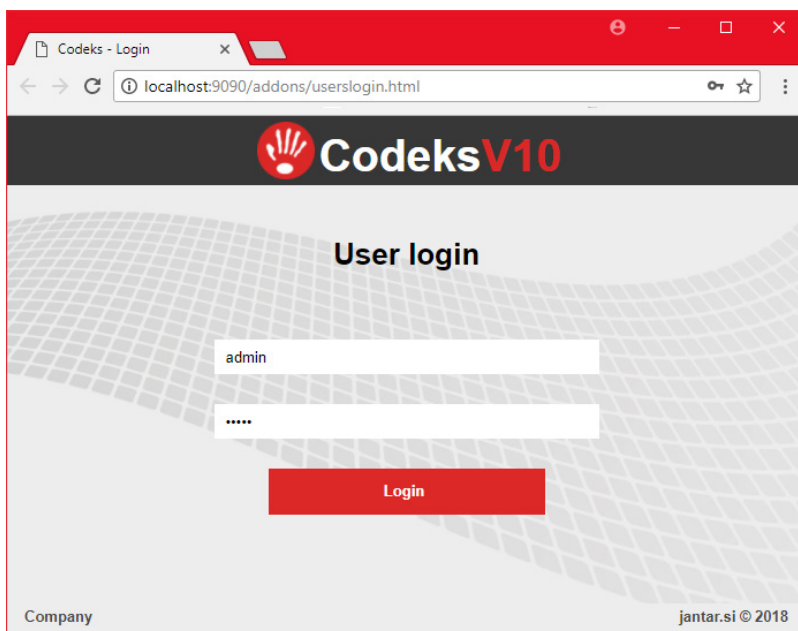 Codeks - Login
localhost:9090/addons/userslogin.html
CodeksV10
User login
admin
•••••
Login
Company jantar.si © 2018